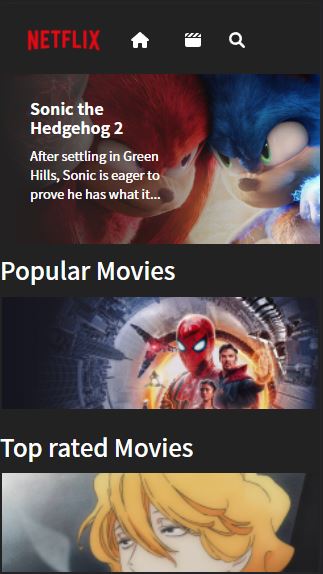 NETFLIX
Sonic the
Hedgehog 2
After settling in Green
Hills, Sonic is eager to
prove he has what it...
Popular Movies
Top rated Movies